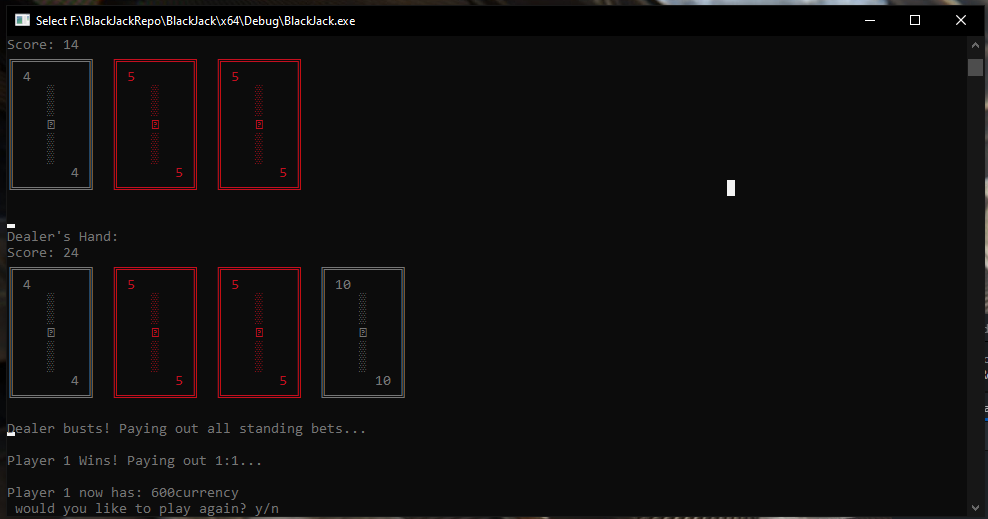 Select F:\BlackJackRepo\BlackJack\x64\Debug\BlackJack.exe
Score: 14
4 5 5
4 5 5
Dealer's Hand:
Score: 24
4 5 5 10
4 5 5 10
Dealer busts! Paying out all standing bets...
Player 1 Wins! Paying out 1:1...
Player 1 now has: 600currency
would you like to play again? y/n